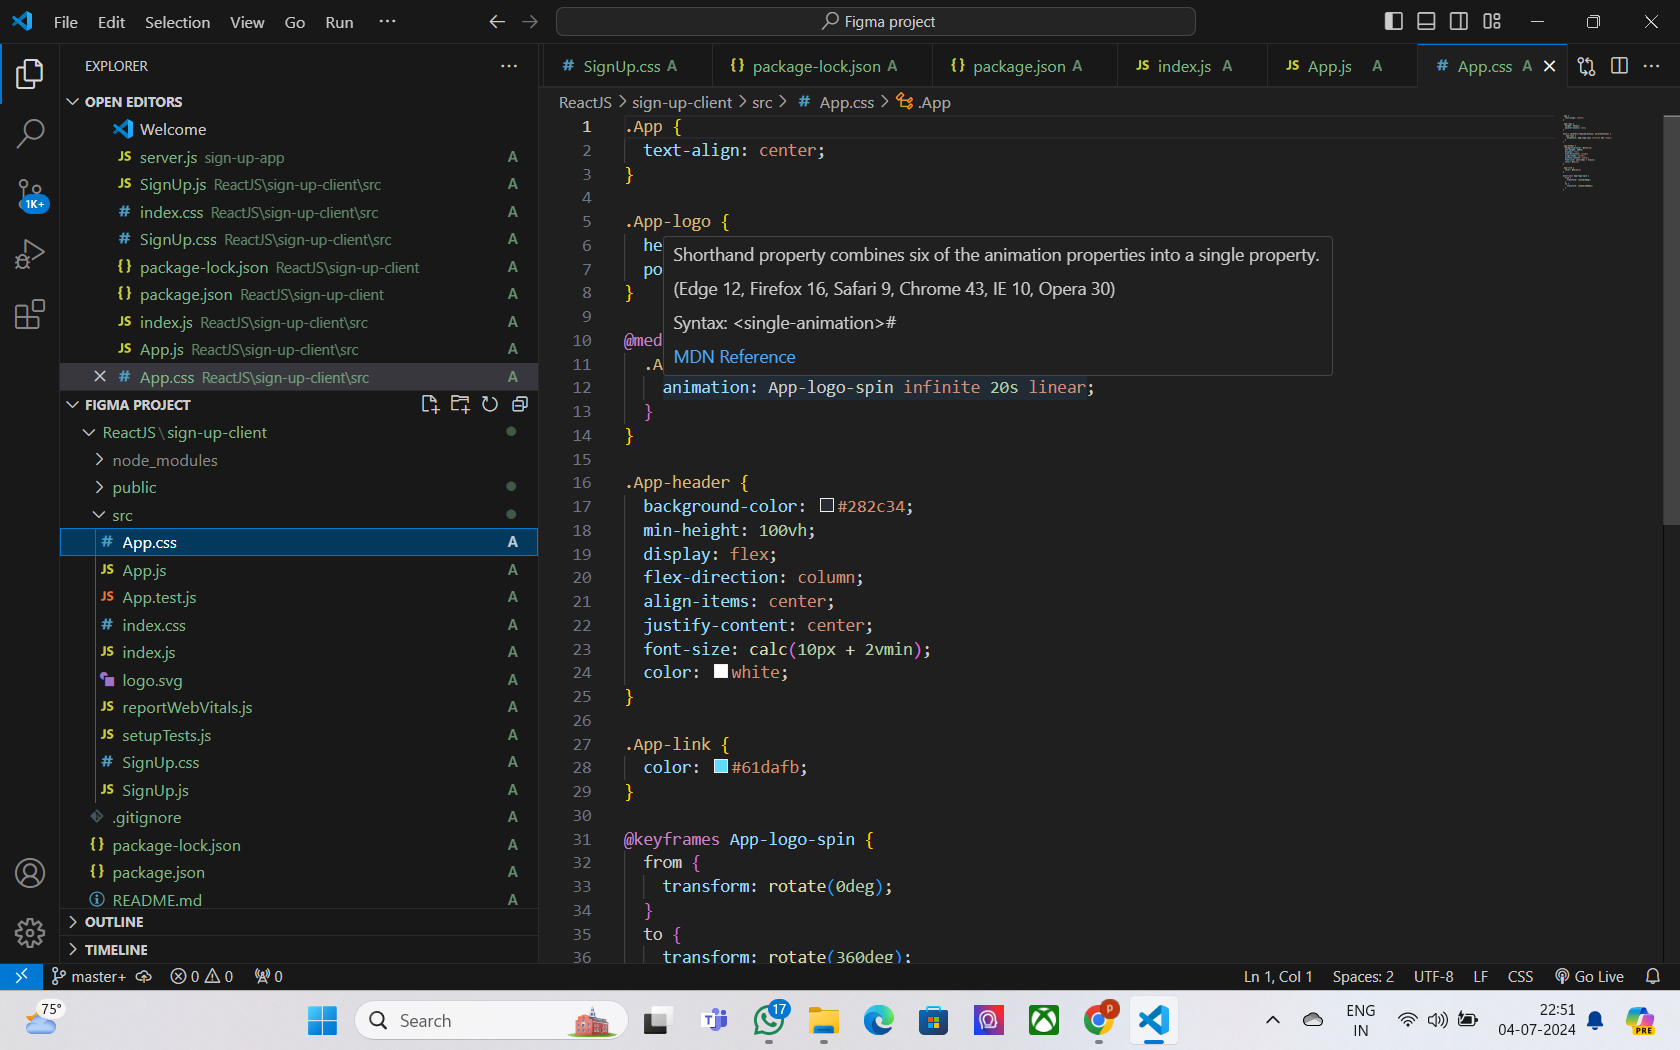 File Edit Selection View Go Run ···
Figma project
EXPLORER
OPEN EDITORS
Welcome
JS server.js sign-up-app A
JS SignUp.js ReactJS\sign-up-client\src A
# index.css ReactJS\sign-up-client\src A
# SignUp.css ReactJS\sign-up-client\src A
{} package-lock.json ReactJS\sign-up-client A
{} package.json ReactJS\sign-up-client A
JS index.js ReactJS\sign-up-client\src A
JS App.js ReactJS\sign-up-client\src A
# App.css ReactJS\sign-up-client\src A
FIGMA PROJECT
ReactJS\sign-up-client
node_modules
public
src
# App.css A
JS App.js A
JS App.test.js A
# index.css A
JS index.js A
logo.svg A
JS reportWebVitals.js A
JS setupTests.js A
# SignUp.css A
JS SignUp.js A
.gitignore A
{} package-lock.json A
{} package.json A
README.md A
OUTLINE
TIMELINE
1K+
# SignUp.css A {} package-lock.json A {} package.json A JS index.js A JS App.js A # App.css A
ReactJS > sign-up-client > src > # App.css > .App
1 .App {
2 text-align: center;
3 }
4
5 .App-logo {
6 he
7 po
8 }
9
10 @med
11 .A
Shorthand property combines six of the animation properties into a single property.
(Edge 12, Firefox 16, Safari 9, Chrome 43, IE 10, Opera 30)
Syntax: <single-animation>#
MDN Reference
12 animation: App-logo-spin infinite 20s linear;
13 }
14 }
15
16 .App-header {
17 background-color: #282c34;
18 min-height: 100vh;
19 display: flex;
20 flex-direction: column;
21 align-items: center;
22 justify-content: center;
23 font-size: calc(10px + 2vmin);
24 color: white;
25 }
26
27 .App-link {
28 color: #61dafb;
29 }
30
31 @keyframes App-logo-spin {
32 from {
33 transform: rotate(0deg);
34 }
35 to {
36 transform: rotate(360deg);
master+ 0 0 0 Ln 1, Col 1 Spaces: 2 UTF-8 LF CSS Go Live
75° Search T 17 p PRE
ENG
IN
22:51
04-07-2024